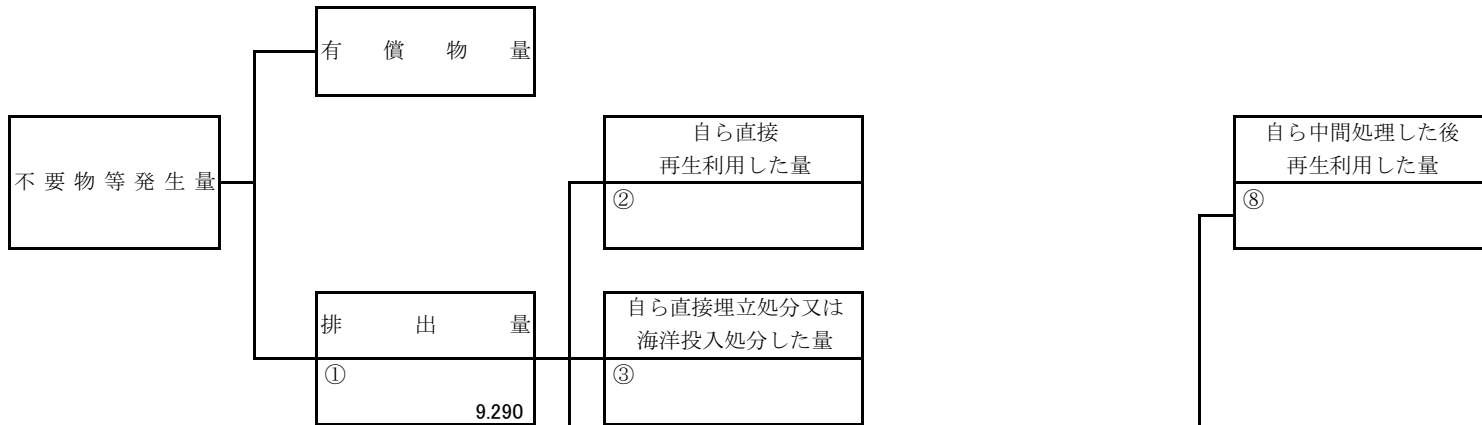 有償物量
自ら直接
再生利用した量
②
自ら中間処理した後
再生利用した量
⑧
不要物等発生量
排出量
①
9.290
自ら直接埋立処分又は
海洋投入処分した量
③